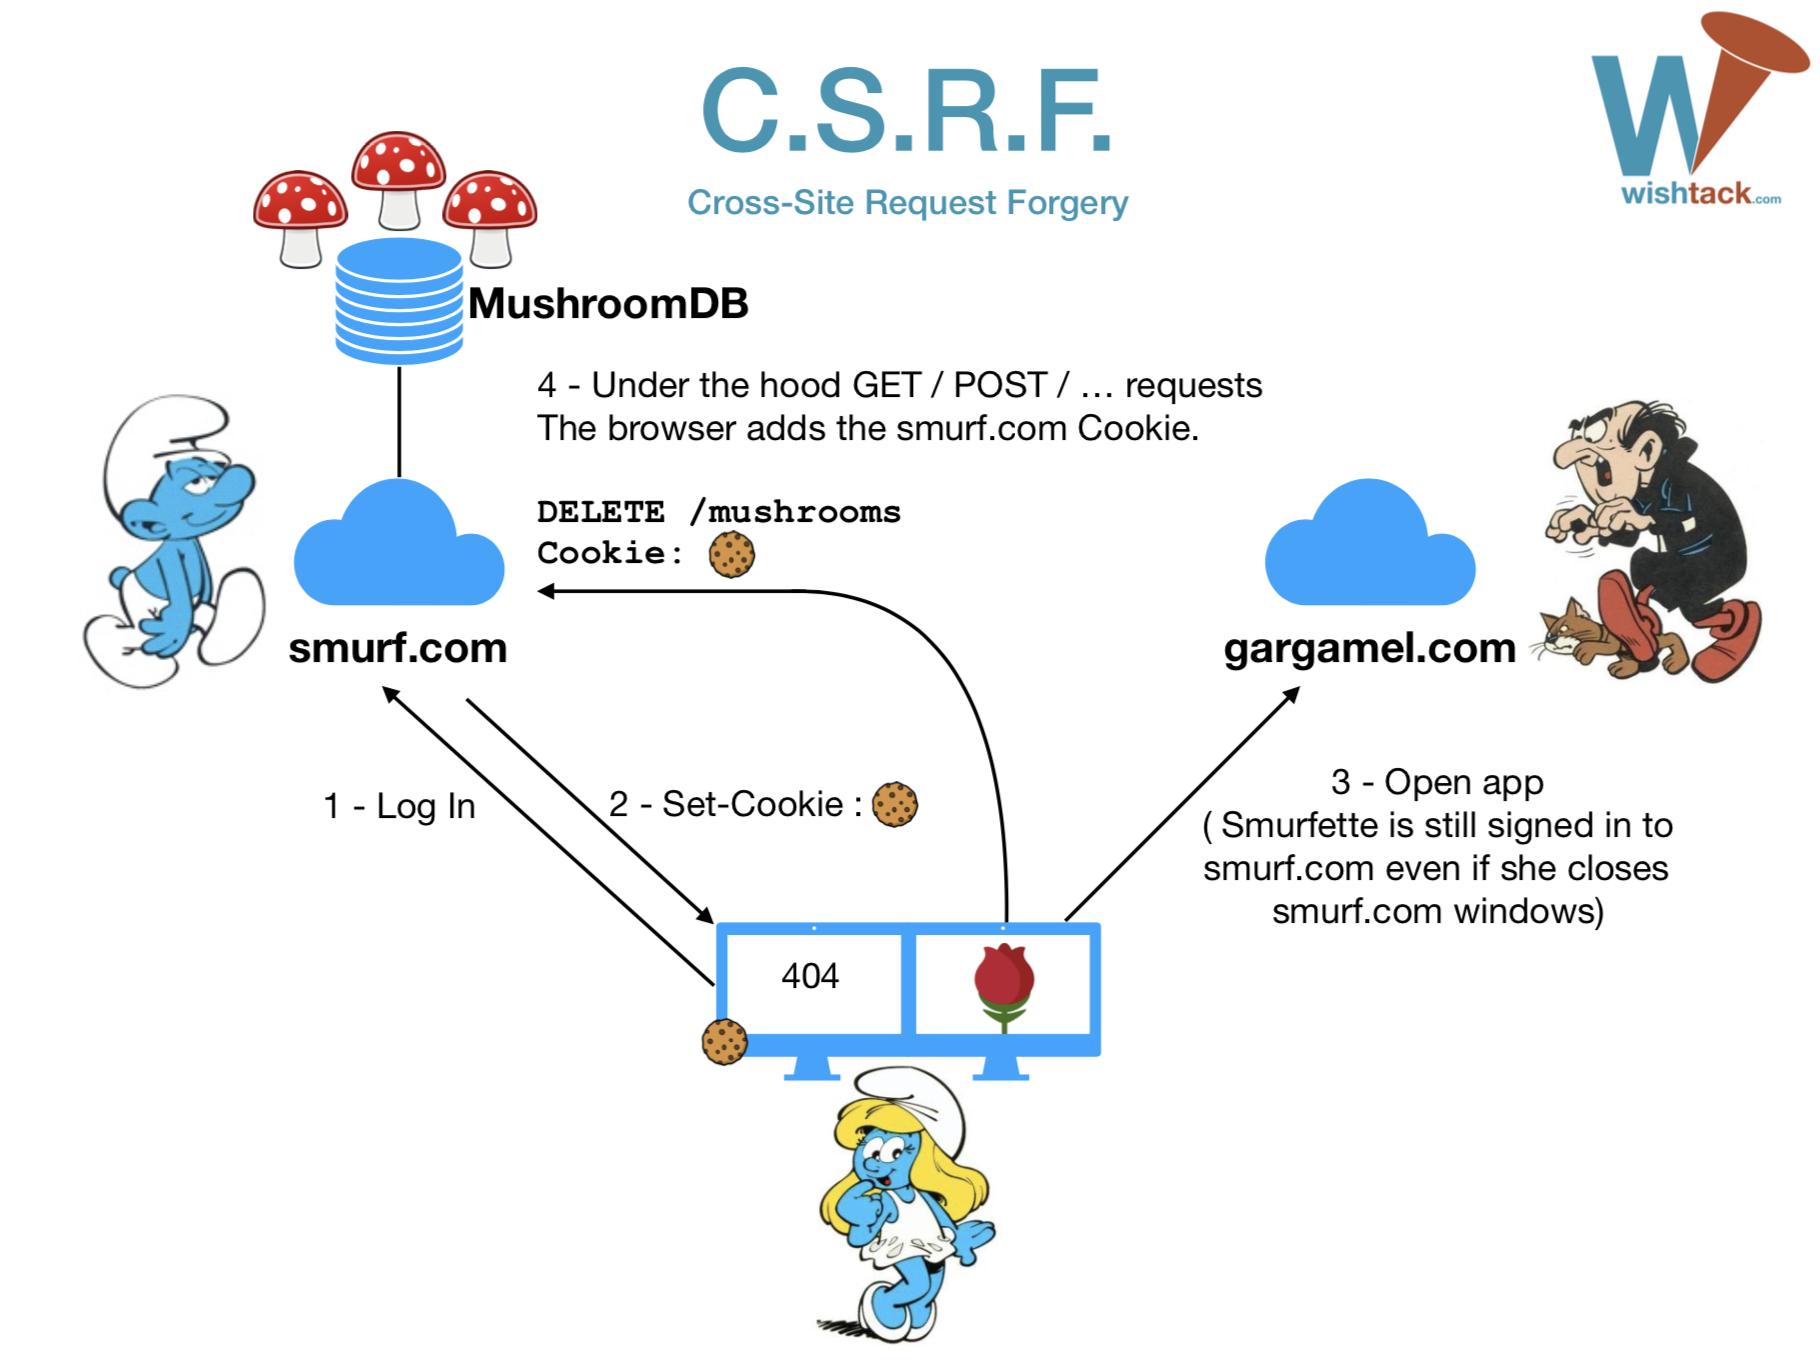 C.S.R.F.
Cross-Site Request Forgery
W
wishtack.com
MushroomDB
4 - Under the hood GET / POST / … requests
The browser adds the smurf.com Cookie.
DELETE /mushrooms
Cookie:
smurf.com
gargamel.com
1 - Log In
2 - Set-Cookie :
3 - Open app
( Smurfette is still signed in to
smurf.com even if she closes
smurf.com windows)
404